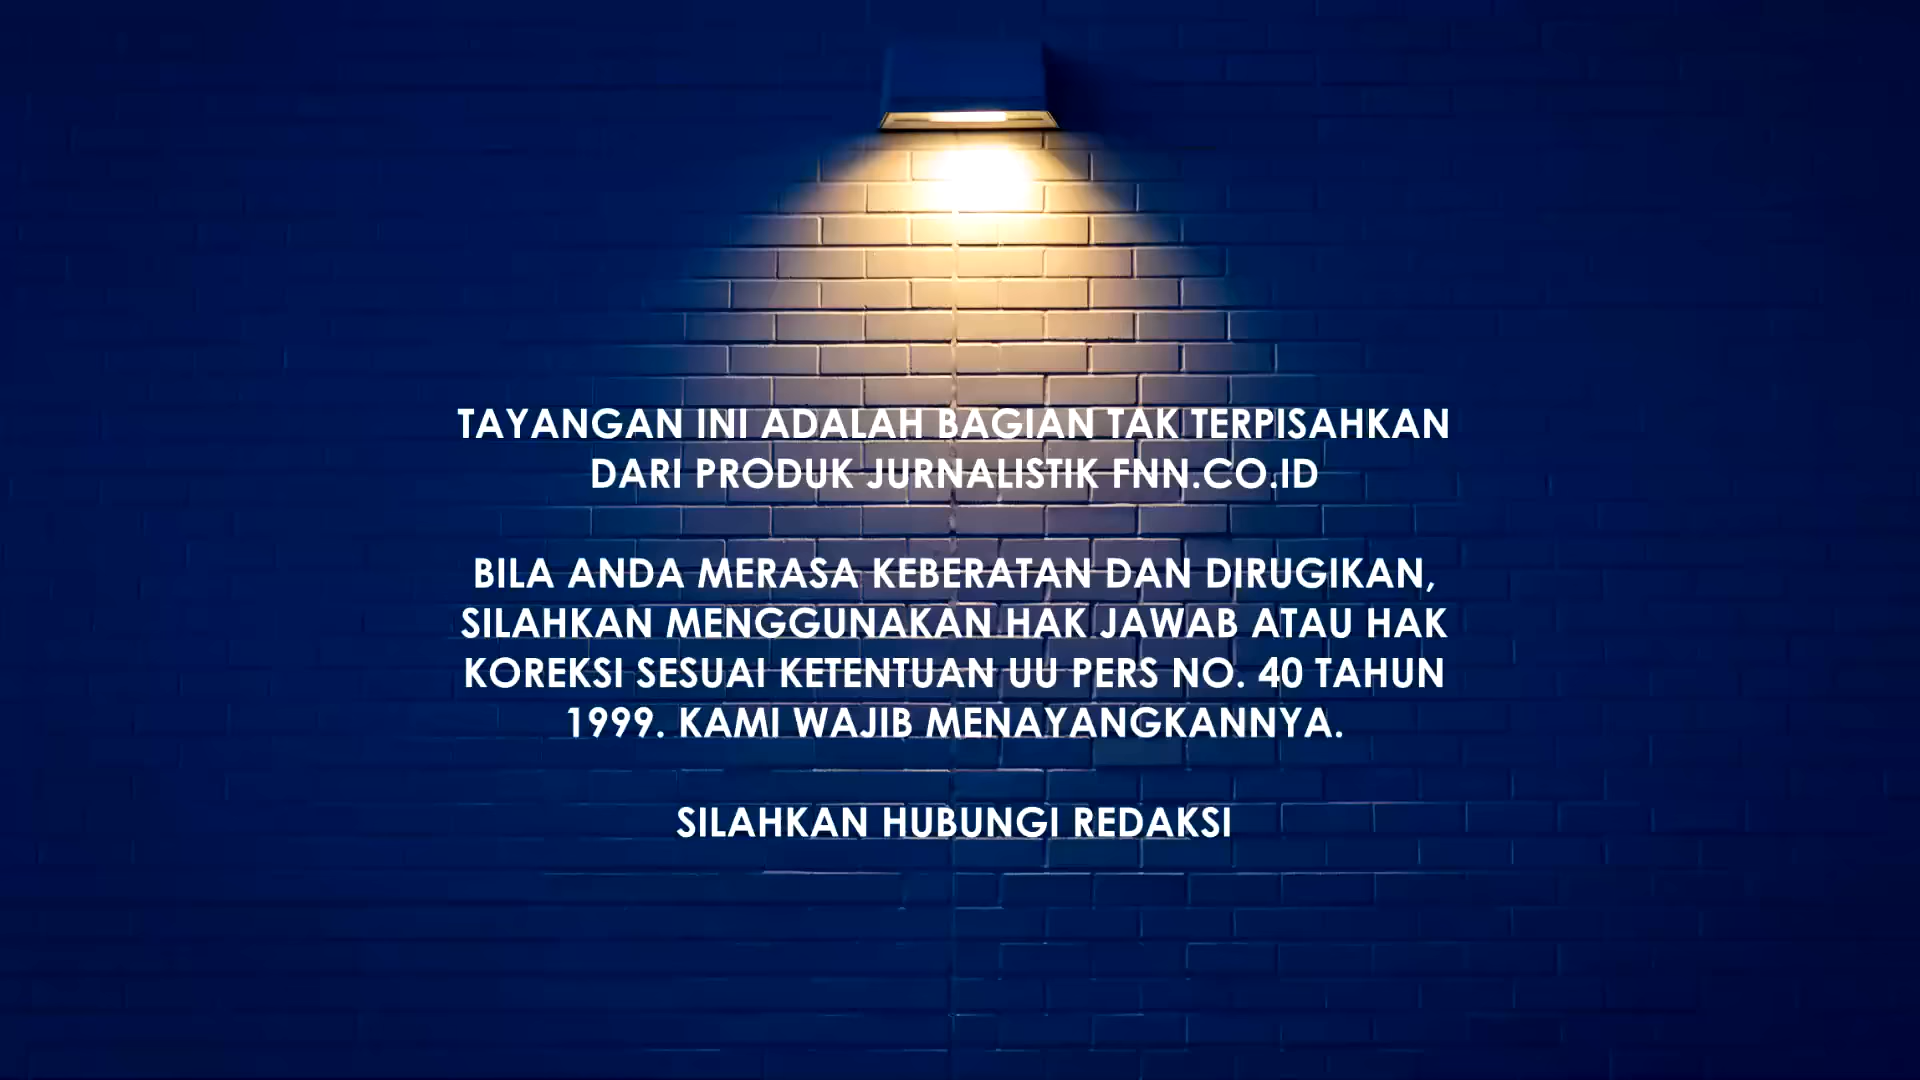 TAYANGAN INI ADALAH BAGIAN TAK TERPISAHKAN
DARI PRODUK JURNALISTIK FNN.CO.ID
BILA ANDA MERASA KEBERATAN DAN DIRUGIKAN,
SILAHKAN MENGGUNAKAN HAK JAWAB ATAU HAK
KOREKSI SESUAI KETENTUAN UU PERS NO. 40 TAHUN
1999. KAMI WAJIB MENAYANGKANNYA.
SILAHKAN HUBUNGI REDAKSI